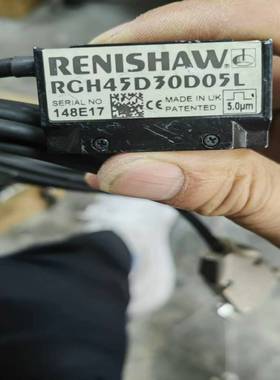 RENISHAW
RGH45D30D05L
SERIAL NO
148E17
CE
MADE IN UK
PATENTED
5.0µm